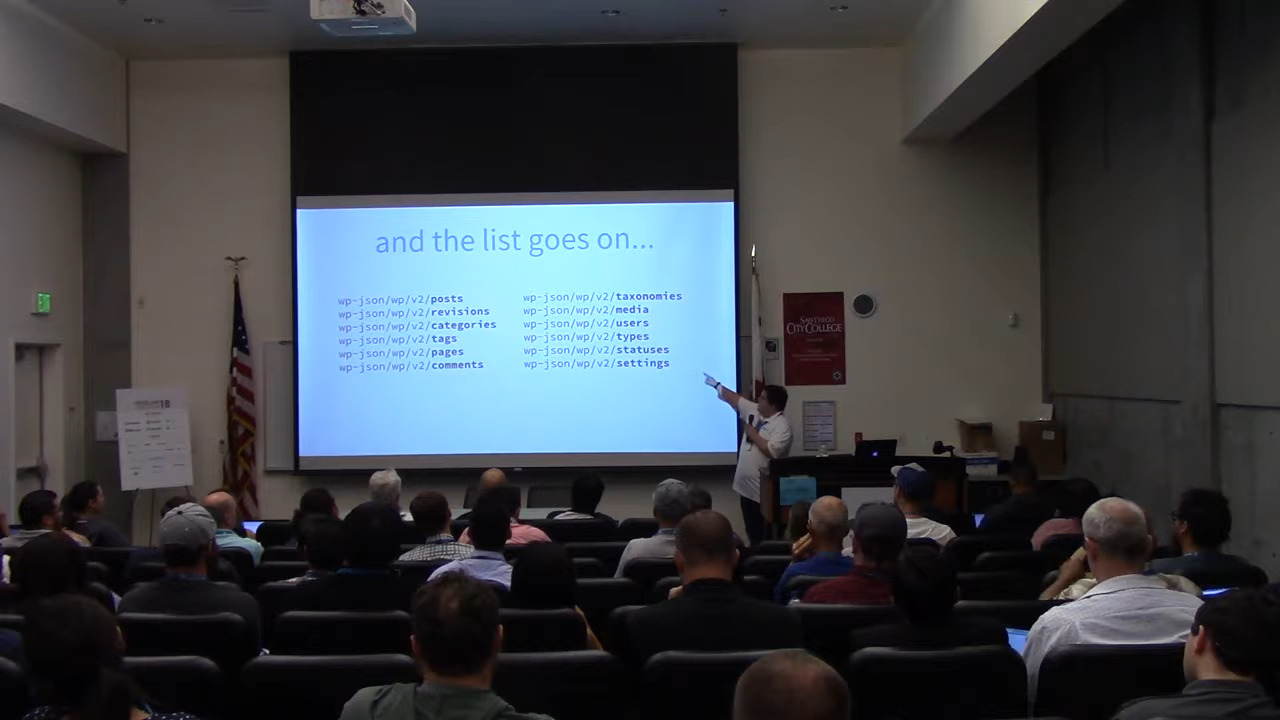 and the list goes on...
wp-json/wp/v2/posts
wp-json/wp/v2/revisions
wp-json/wp/v2/categories
wp-json/wp/v2/tags
wp-json/wp/v2/pages
wp-json/wp/v2/comments
wp-json/wp/v2/taxonomies
wp-json/wp/v2/media
wp-json/wp/v2/users
wp-json/wp/v2/types
wp-json/wp/v2/statuses
wp-json/wp/v2/settings
SAN DIEGO
CITY COLLEGE